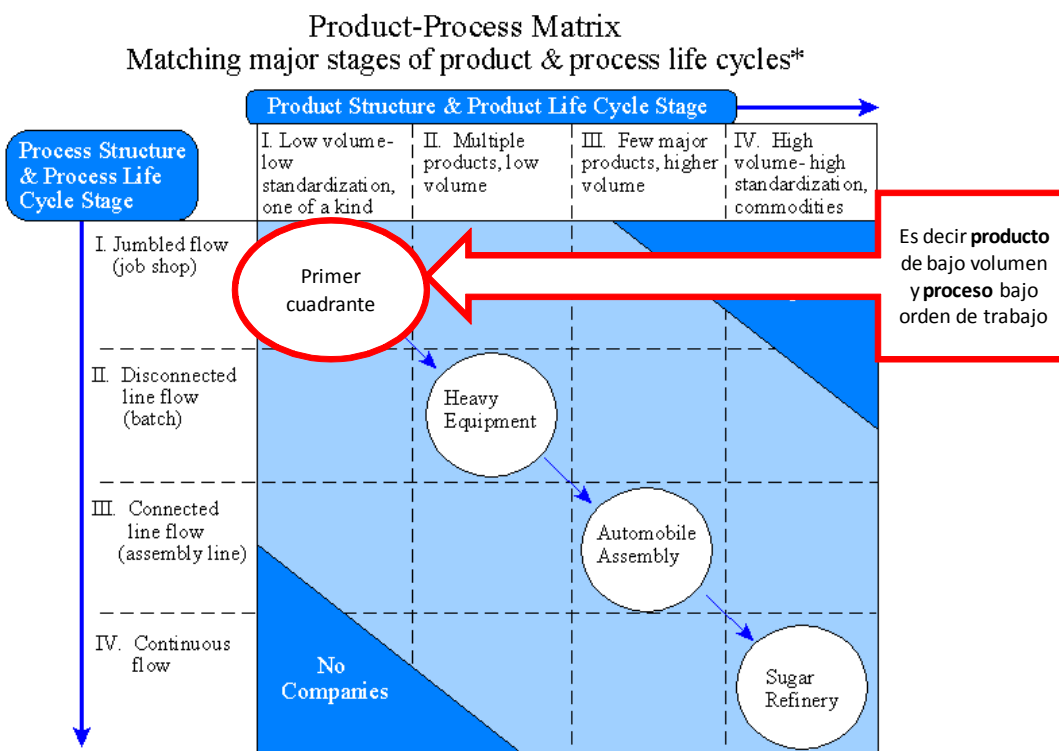 Product-Process Matrix
Matching major stages of product & process life cycles*
Product Structure & Product Life Cycle Stage
Process Structure
& Process Life
Cycle Stage
I. Low volume-
low
standardization,
one of a kind
II. Multiple
products, low
volume
III. Few major
products, higher
volume
IV. High
volume- high
standardization,
commodities
I. Jumbled flow
(job shop)
Primer
cuadrante
Es decir producto
de bajo volumen
y proceso bajo
orden de trabajo
II. Disconnected
line flow
(batch)
Heavy
Equipment
III. Connected
line flow
(assembly line)
Automobile
Assembly
IV. Continuous
flow
No
Companies
Sugar
Refinery